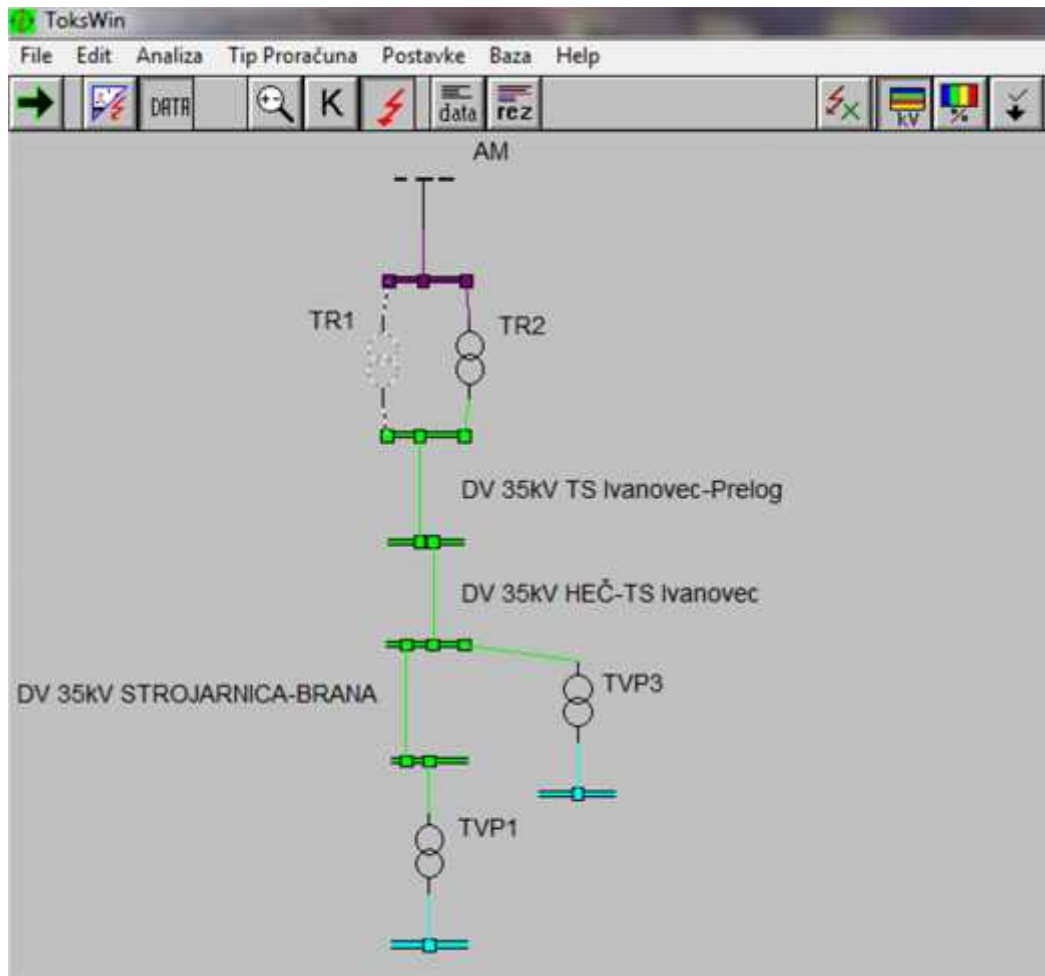 ToksWin
File Edit Analiza Tip Proračuna Postavke Baza Help
DATA K data rez kV %
AM
TR1
TR2
DV 35kV TS Ivanovec-Prelog
DV 35kV HEČ-TS Ivanovec
DV 35kV STROJARNICA-BRANA
TVP3
TVP1